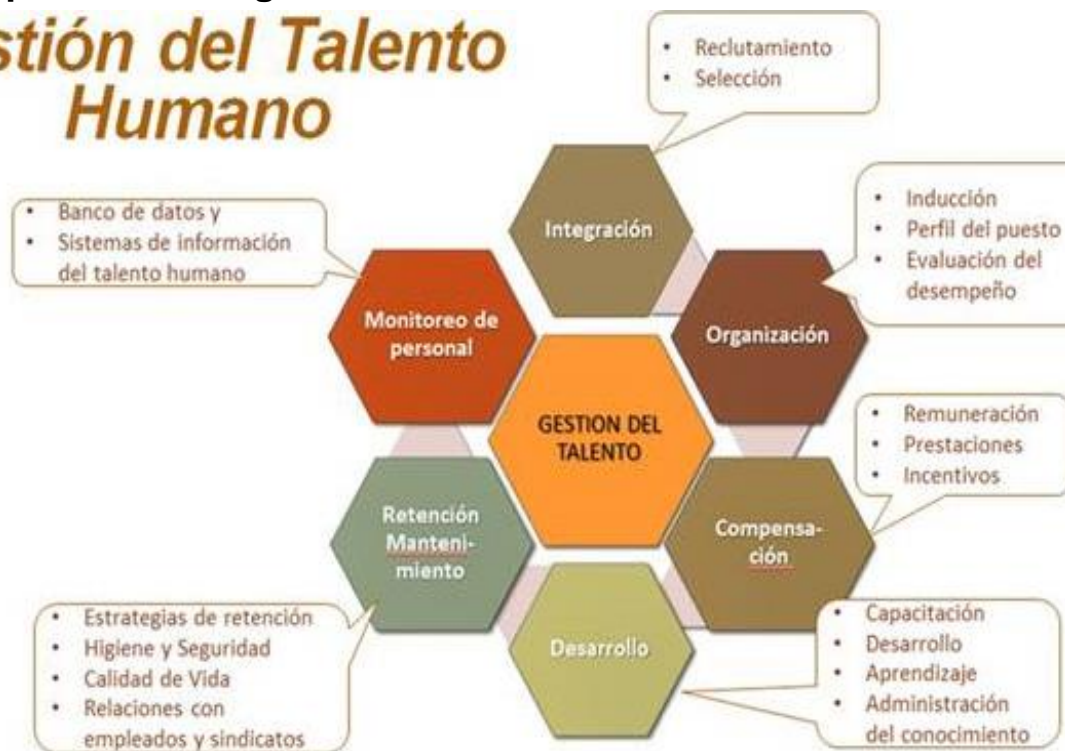 stión del Talento
Humano
• Reclutamiento
• Selección
Integración
• Inducción
• Perfil del puesto
• Evaluación del
desempeño
Organización
• Remuneración
• Prestaciones
• Incentivos
Compensa-
ción
• Capacitación
• Desarrollo
• Aprendizaje
• Administración
del conocimiento
Desarrollo
• Estrategias de retención
• Higiene y Seguridad
• Calidad de Vida
• Relaciones con
empleados y sindicatos
Retención
Manteni-
miento
• Banco de datos y
• Sistemas de información
del talento humano
Monitoreo de
personal
GESTION DEL
TALENTO